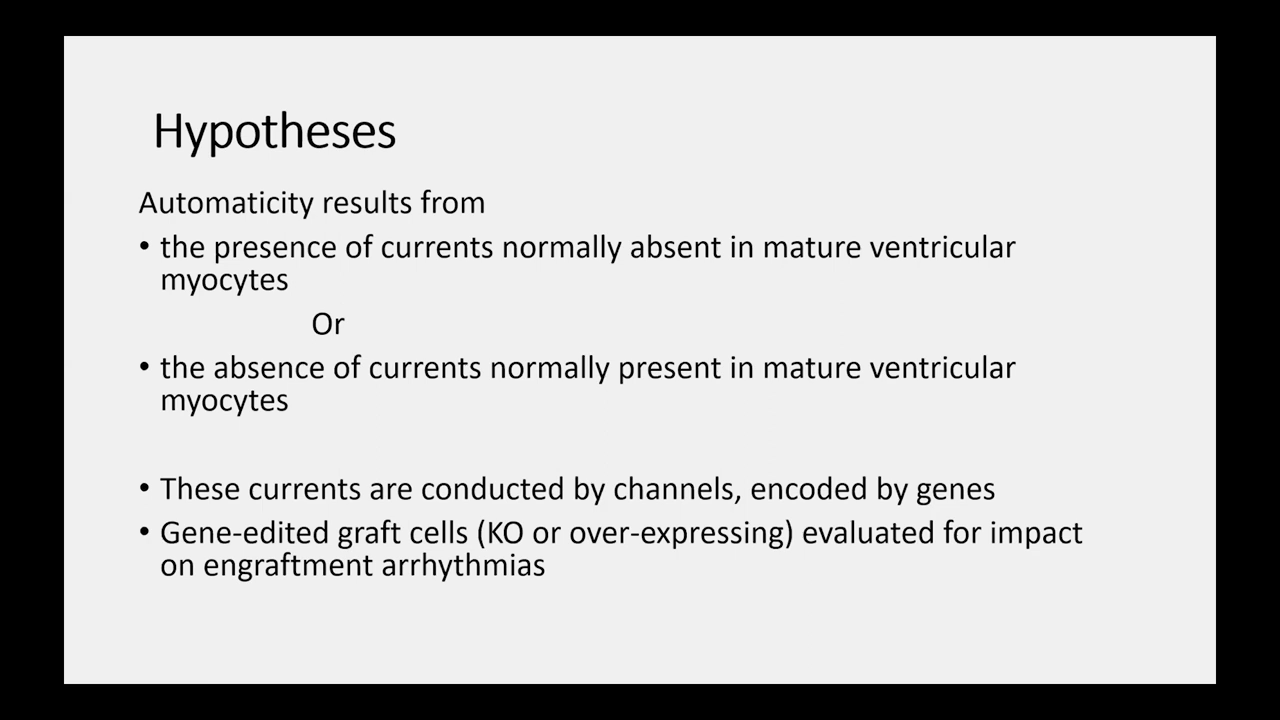 Hypotheses
Automaticity results from
• the presence of currents normally absent in mature ventricular
myocytes
Or
• the absence of currents normally present in mature ventricular
myocytes
• These currents are conducted by channels, encoded by genes
• Gene-edited graft cells (KO or over-expressing) evaluated for impact
on engraftment arrhythmias